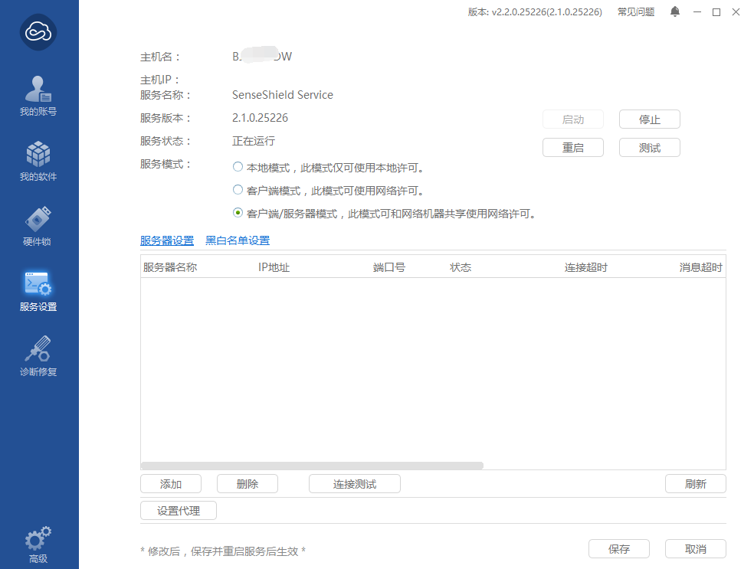 版本: v2.2.0.25226(2.1.0.25226) 常见问题
我的账号
我的软件
硬件锁
服务设置
诊断修复
高级
主机名：
主机IP：
服务名称： SenseShield Service
服务版本： 2.1.0.25226
启动 停止
服务状态： 正在运行
重启 测试
服务模式： 本地模式，此模式仅可使用本地许可。
客户端模式，此模式可使用网络许可。
客户端/服务器模式，此模式可和网络机器共享使用网络许可。
服务器设置 黑白名单设置
服务器名称 IP地址 端口号 状态 连接超时 消息超时
添加 删除 连接测试 刷新
设置代理
* 修改后，保存并重启服务后生效 *
保存 取消